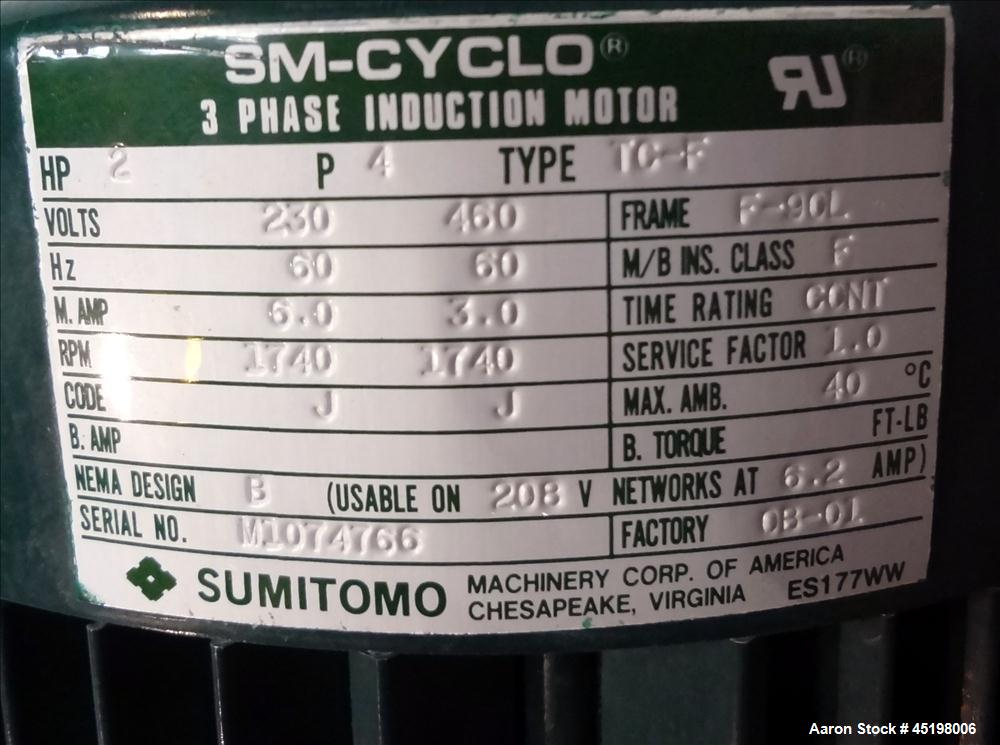 SM-CYCLO®
RU®
3 PHASE INDUCTION MOTOR
HP 2 P 4 TYPE TC-F
VOLTS 230 460 FRAME F-90L
Hz 60 60 M/B INS. CLASS F
M. AMP 6.0 3.0 TIME RATING CONT
RPM 1740 1740 SERVICE FACTOR 1.0
CODE J J MAX. AMB. 40 °C
B. AMP B. TORQUE FT-LB
NEMA DESIGN B (USABLE ON 208 V NETWORKS AT 6.2 AMP)
SERIAL NO. M1074766 FACTORY 0B-01
SUMITOMO MACHINERY CORP. OF AMERICA
CHESAPEAKE, VIRGINIA ES177WW
Aaron Stock # 45198006